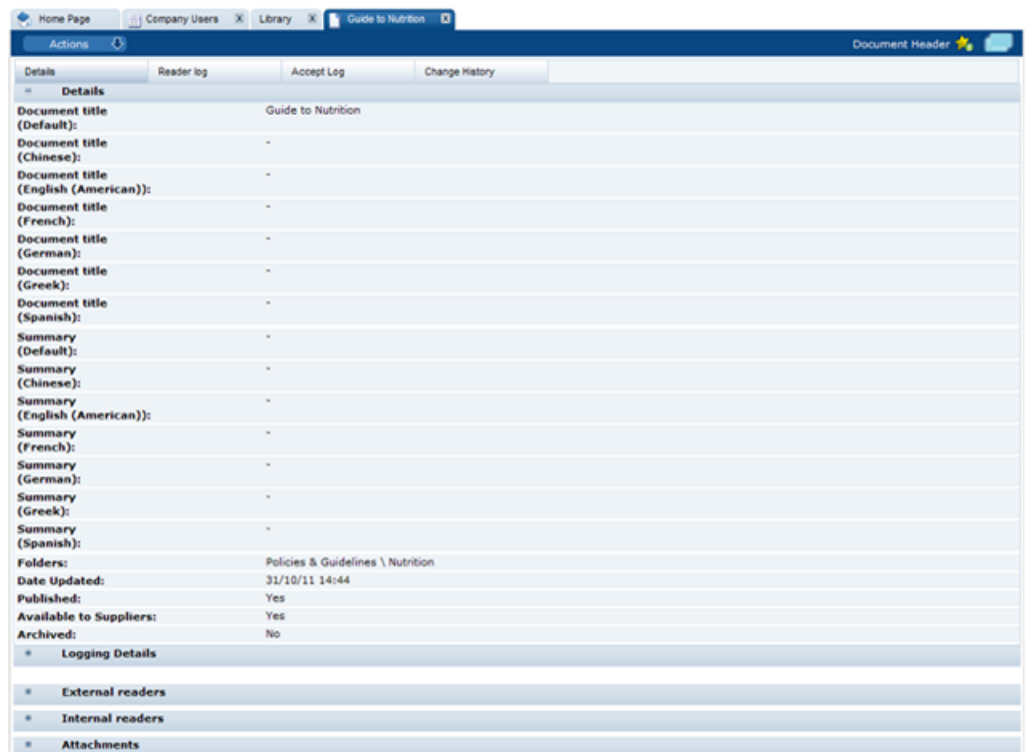 Home Page Company Users X Library X Guide to Nutrition X
Actions Document Header
Details Reader log Accept Log Change History
Details
Document title Guide to Nutrition
(Default):
Document title -
(Chinese):
Document title -
(English (American)):
Document title -
(French):
Document title -
(German):
Document title -
(Greek):
Document title -
(Spanish):
Summary -
(Default):
Summary -
(Chinese):
Summary -
(English (American)):
Summary -
(French):
Summary -
(German):
Summary -
(Greek):
Summary -
(Spanish):
Folders: Policies & Guidelines \ Nutrition
Date Updated: 31/10/11 14:44
Published: Yes
Available to Suppliers: Yes
Archived: No
Logging Details
External readers
Internal readers
Attachments